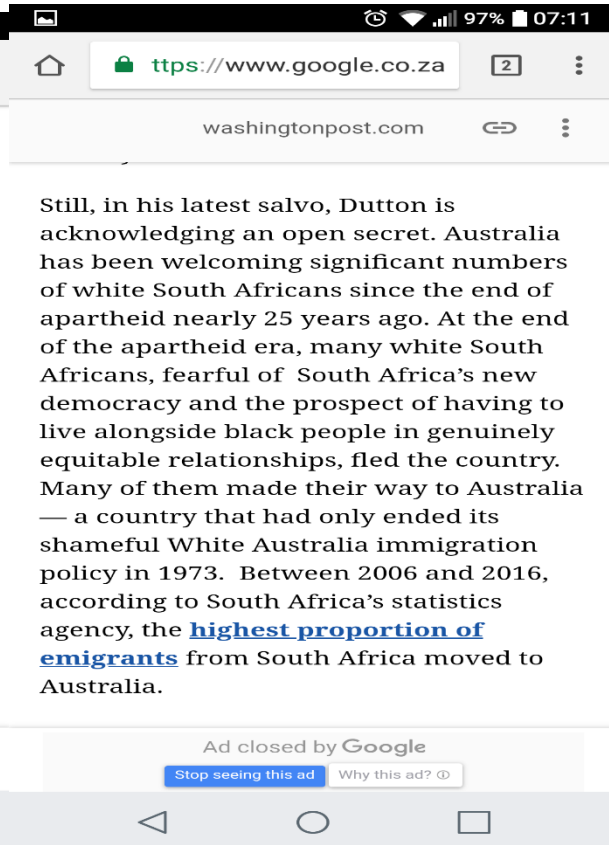 97% 07:11
ttps://www.google.co.za 2
washingtonpost.com
Still, in his latest salvo, Dutton is
acknowledging an open secret. Australia
has been welcoming significant numbers
of white South Africans since the end of
apartheid nearly 25 years ago. At the end
of the apartheid era, many white South
Africans, fearful of South Africa’s new
democracy and the prospect of having to
live alongside black people in genuinely
equitable relationships, fled the country.
Many of them made their way to Australia
— a country that had only ended its
shameful White Australia immigration
policy in 1973. Between 2006 and 2016,
according to South Africa’s statistics
agency, the highest proportion of
emigrants from South Africa moved to
Australia.
Ad closed by Google
Stop seeing this ad Why this ad?